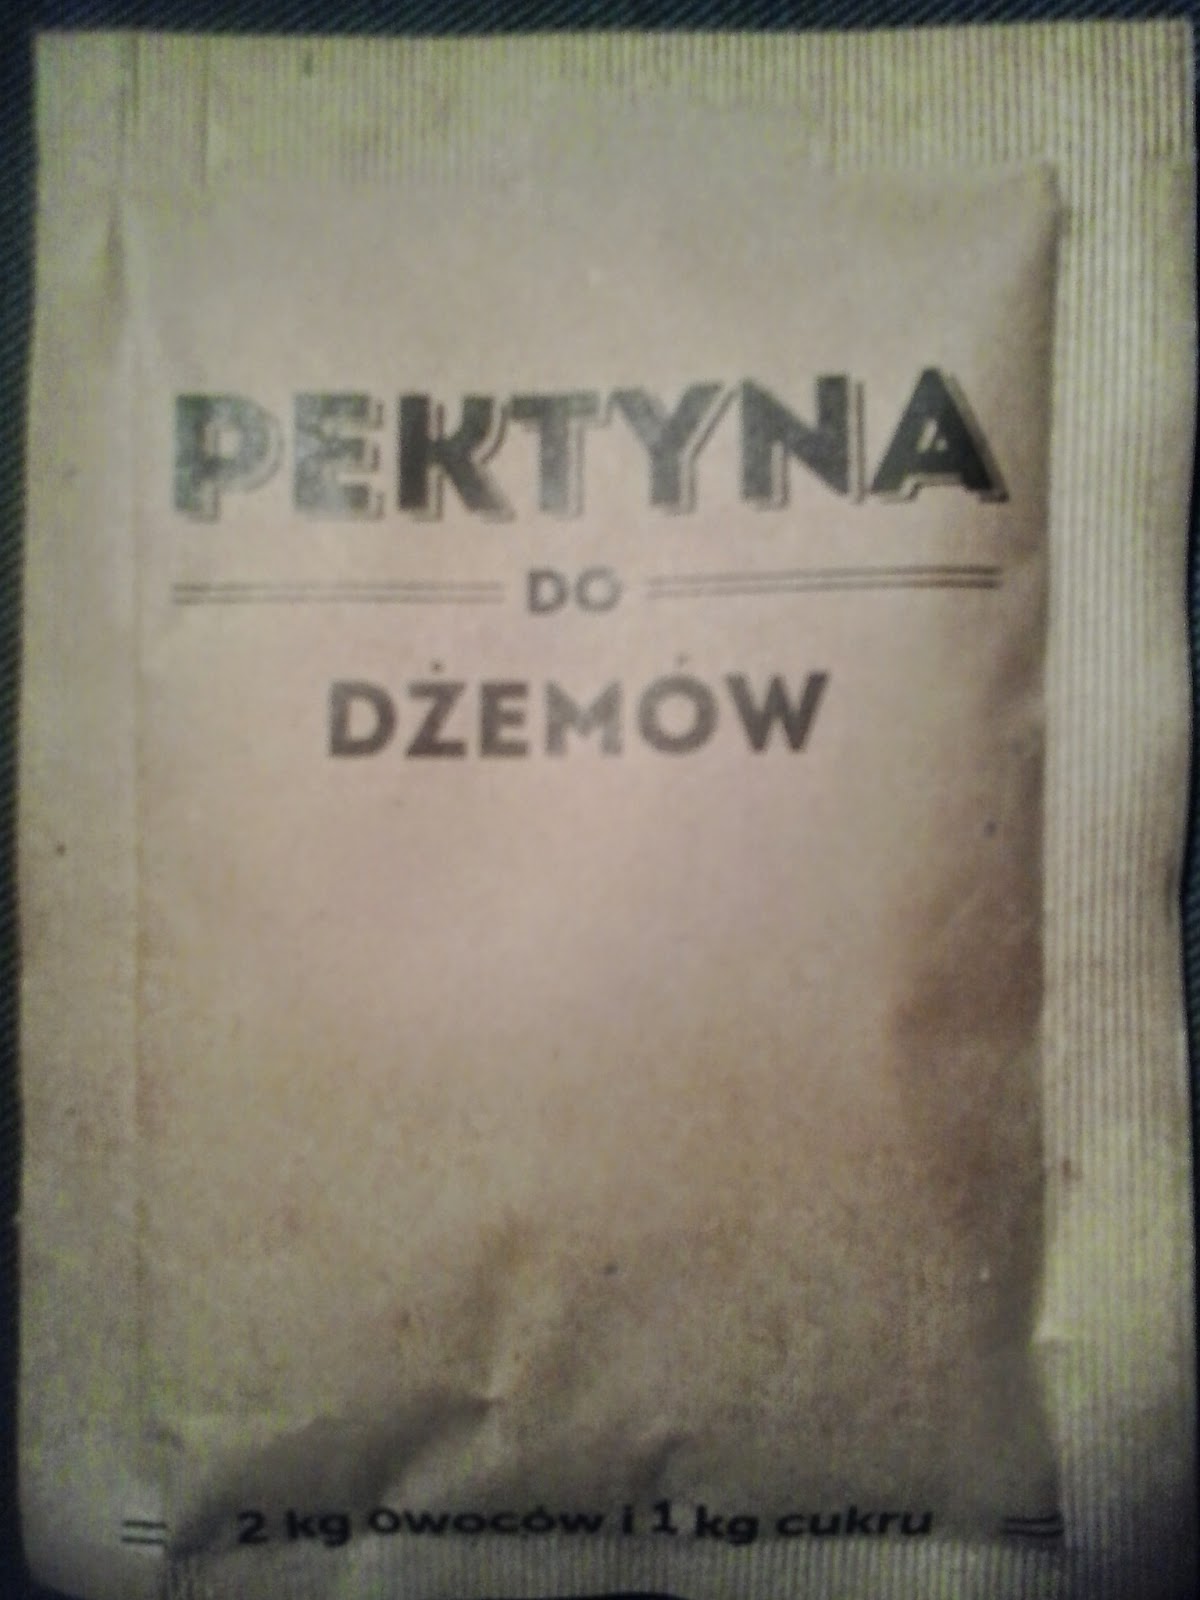 PEKTYNA
DO
DŻEMÓW
2 kg owoców i 1 kg cukru